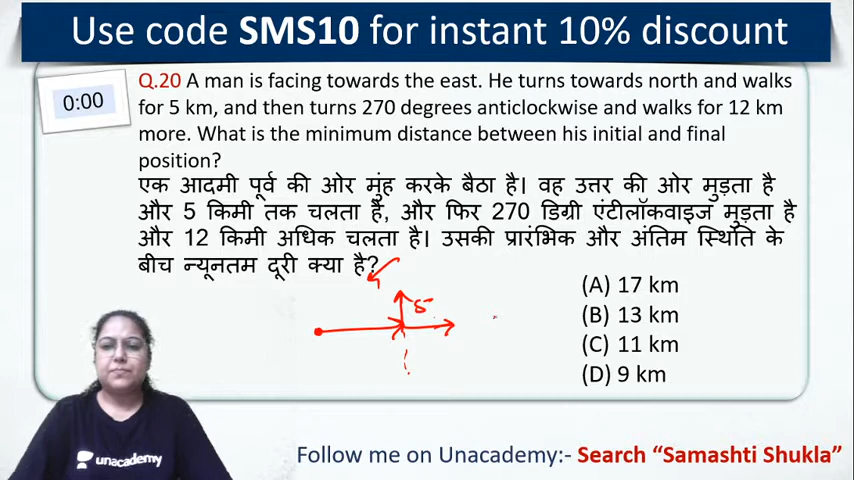 Use code SMS10 for instant 10% discount
0:00
Q.20 A man is facing towards the east. He turns towards north and walks
for 5 km, and then turns 270 degrees anticlockwise and walks for 12 km
more. What is the minimum distance between his initial and final
position?
एक आदमी पूर्व की ओर मुंह करके बैठा है। वह उत्तर की ओर मुड़ता है
और 5 किमी तक चलता है, और फिर 270 डिग्री एंटीलॉकवाइज मुड़ता है
और 12 किमी अधिक चलता है। उसकी प्रारंभिक और अंतिम स्थिति के
बीच न्यूनतम दूरी क्या है?
5
(A) 17 km
(B) 13 km
(C) 11 km
(D) 9 km
unacademy
Follow me on Unacademy:- Search “Samashti Shukla”